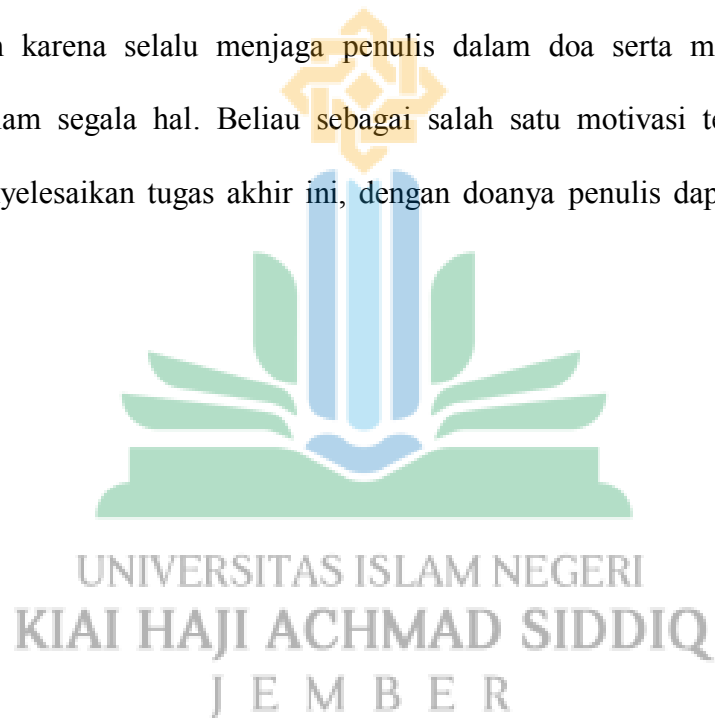 karena selalu menjaga penulis dalam doa serta
segala hal. Beliau sebagai salah satu motivasi
ini, dengan doanya penulis
tugas akhir
UNIVERSITAS ISLAM NEGERI
KIAI HAJI ACHMAD SIDDIQ
JEMBER